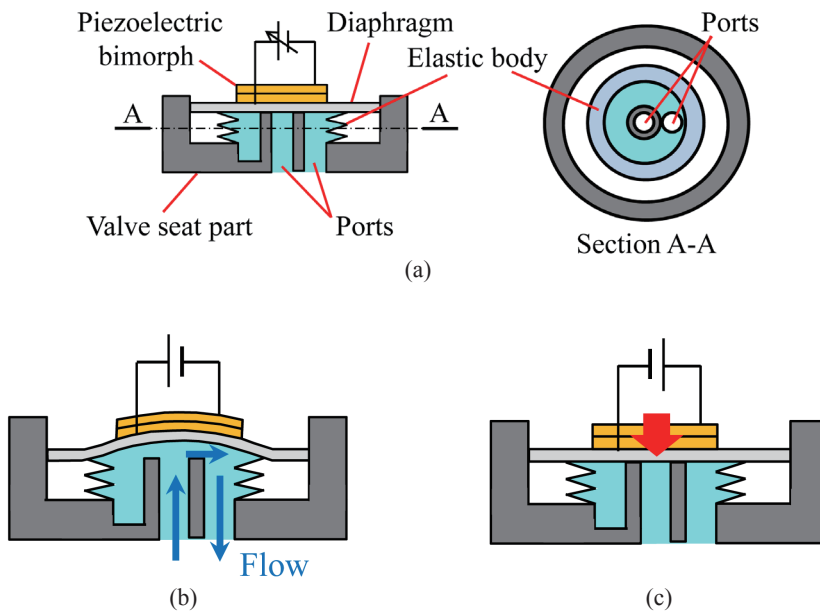 Piezoelectric
bimorph
Diaphragm
Elastic body
Ports
A
A
Valve seat part
Ports
Section A-A
(a)
Flow
(b)
(c)